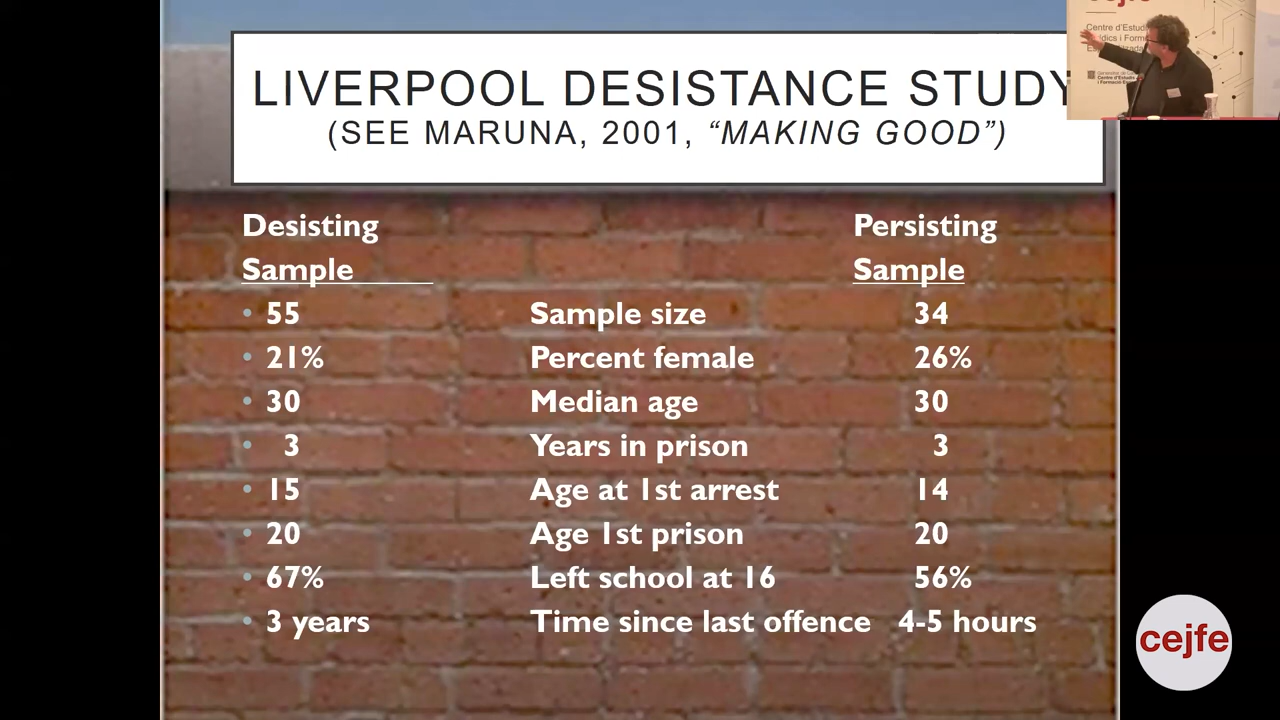 LIVERPOOL DESISTANCE STUDY
(SEE MARUNA, 2001, “MAKING GOOD”)
Desisting Persisting
Sample Sample
• 55 Sample size 34
• 21% Percent female 26%
• 30 Median age 30
• 3 Years in prison 3
• 15 Age at 1st arrest 14
• 20 Age 1st prison 20
• 67% Left school at 16 56%
• 3 years Time since last offence 4-5 hours
cejfe
Centre d'Estudi
i Form
cejfe